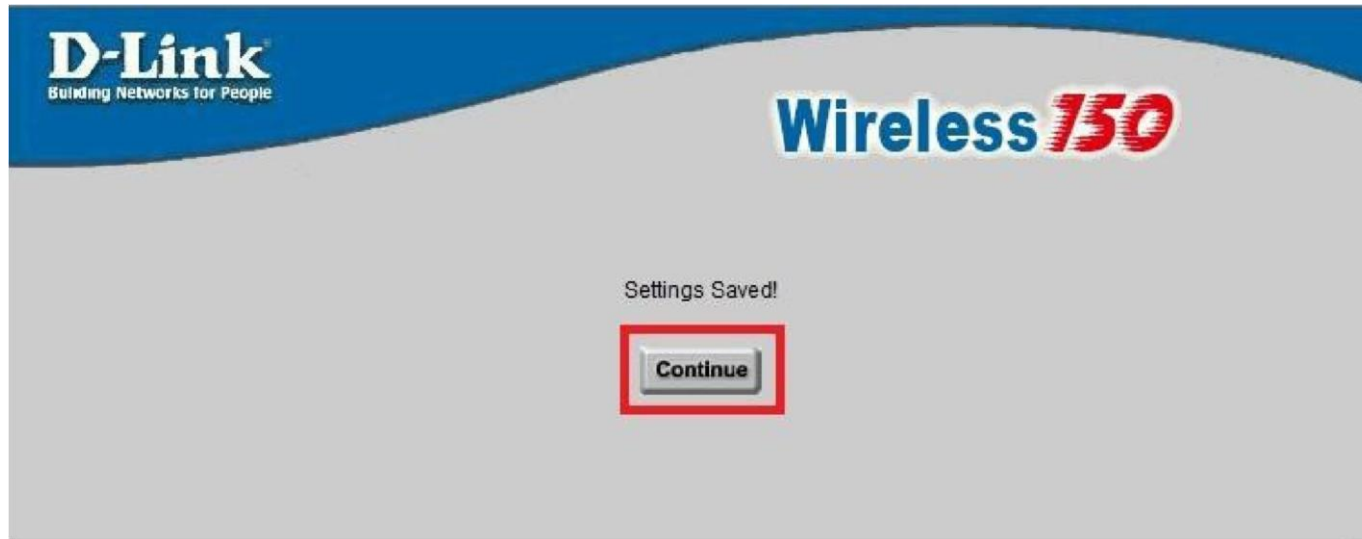 D-Link
Building Networks for People
Wireless 150
Settings Saved!
Continue